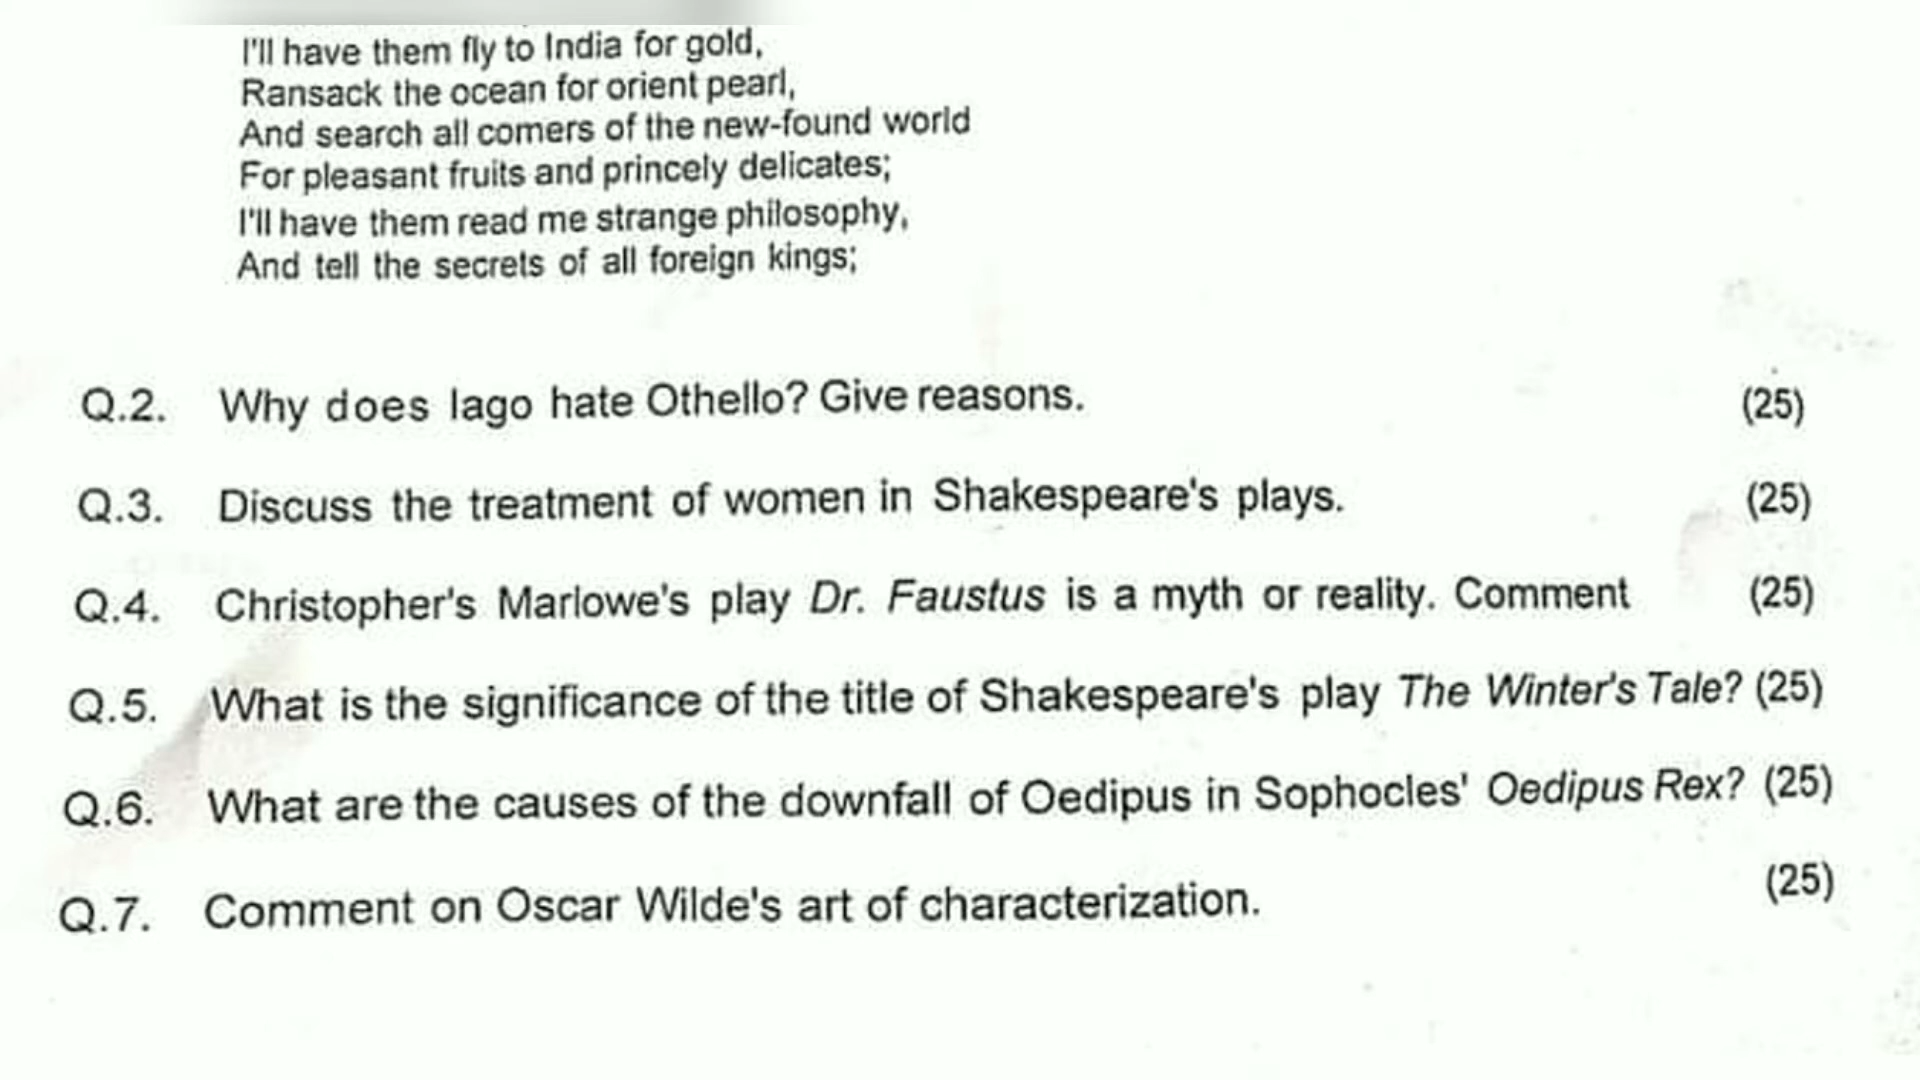 I'll have them fly to India for gold,
Ransack the ocean for orient pearl,
And search all comers of the new-found world
For pleasant fruits and princely delicates;
I'll have them read me strange philosophy,
And tell the secrets of all foreign kings;
Q.2. Why does Iago hate Othello? Give reasons. (25)
Q.3. Discuss the treatment of women in Shakespeare's plays. (25)
Q.4. Christopher's Marlowe's play Dr. Faustus is a myth or reality. Comment (25)
Q.5. What is the significance of the title of Shakespeare's play The Winter's Tale? (25)
Q.6. What are the causes of the downfall of Oedipus in Sophocles' Oedipus Rex? (25)
Q.7. Comment on Oscar Wilde's art of characterization. (25)